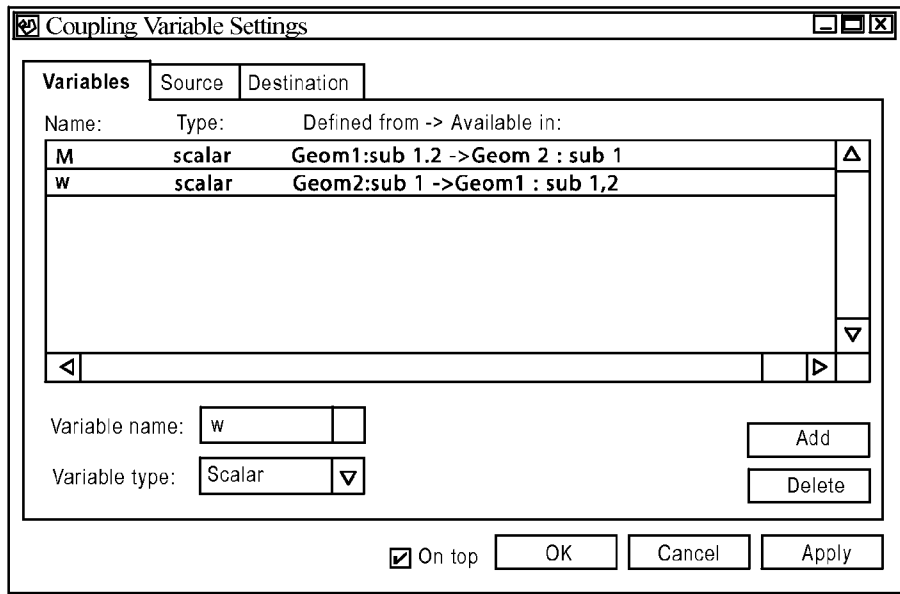 Coupling Variable Settings
Variables Source Destination
Name: Type: Defined from -> Available in:
M scalar Geom1:sub 1.2 ->Geom 2 : sub 1
w scalar Geom2:sub 1 ->Geom1 : sub 1,2
Variable name: w
Add
Variable type: Scalar
Delete
On top OK Cancel Apply